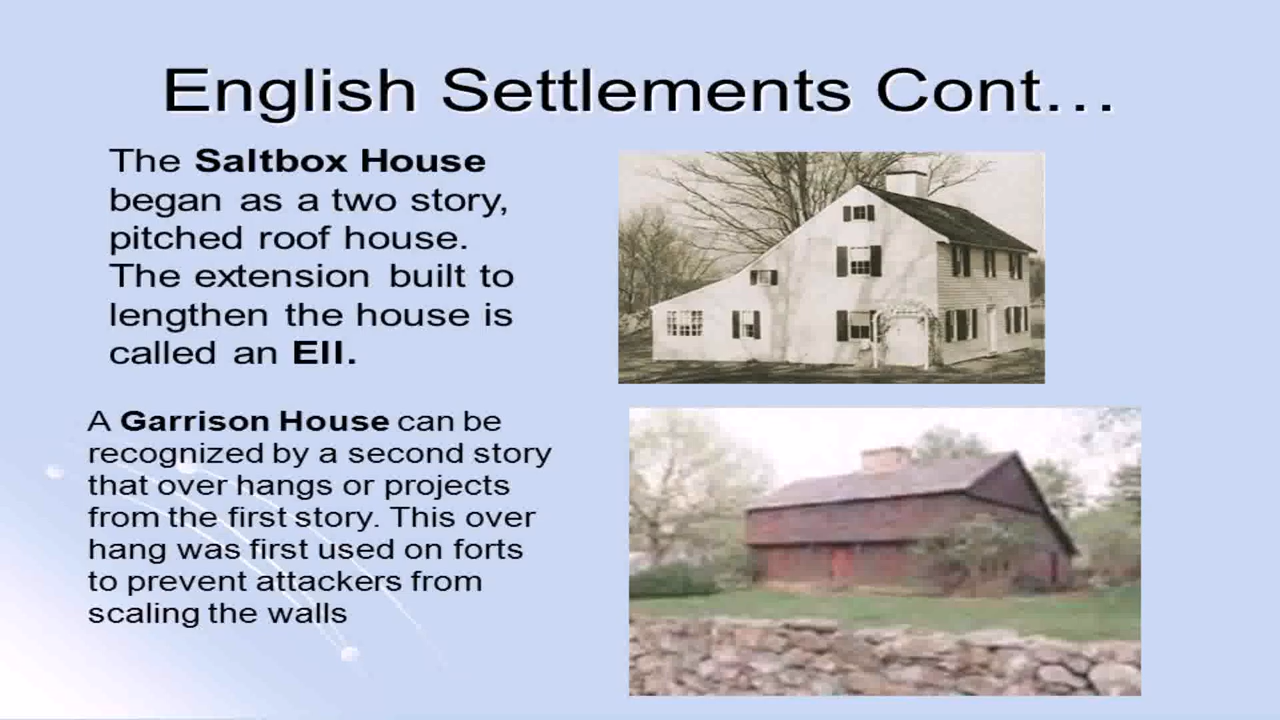 English Settlements Cont...
The Saltbox House
began as a two story,
pitched roof house.
The extension built to
lengthen the house is
called an Ell.
A Garrison House can be
recognized by a second story
that over hangs or projects
from the first story. This over
hang was first used on forts
to prevent attackers from
scaling the walls